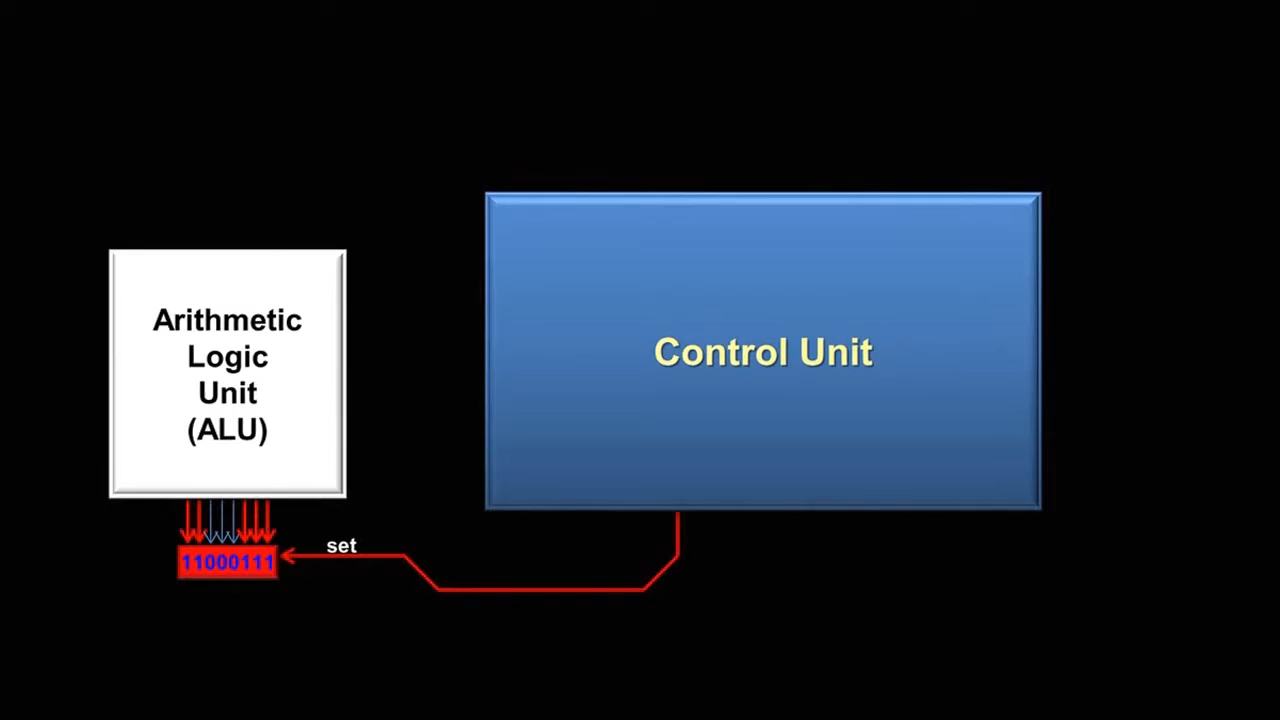 Arithmetic
Logic
Unit
(ALU)
Control Unit
set
11000111